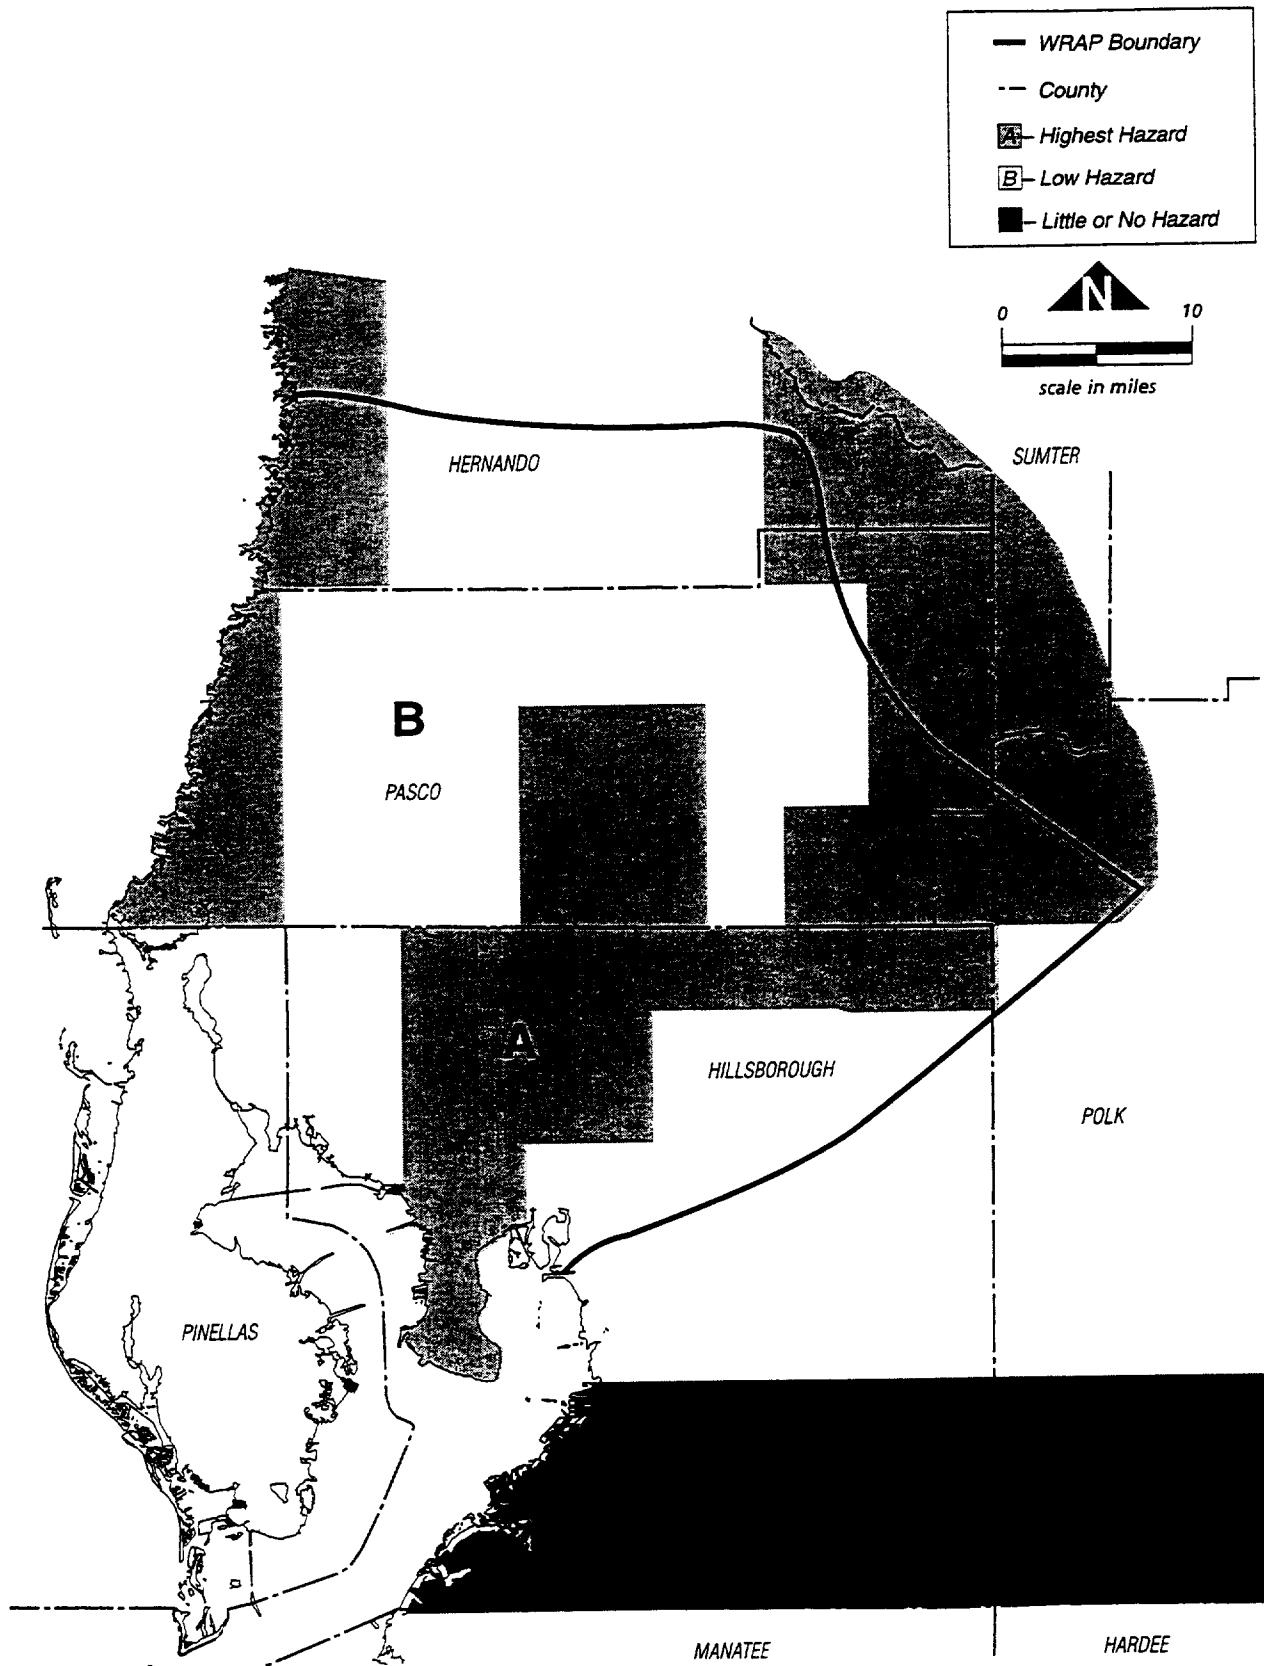 WRAP Boundary
County
A Highest Hazard
B Low Hazard
Little or No Hazard
N
0 10
scale in miles
HERNANDO
SUMTER
B
PASCO
A
HILLSBOROUGH
POLK
PINELLAS
MANATEE
HARDEE